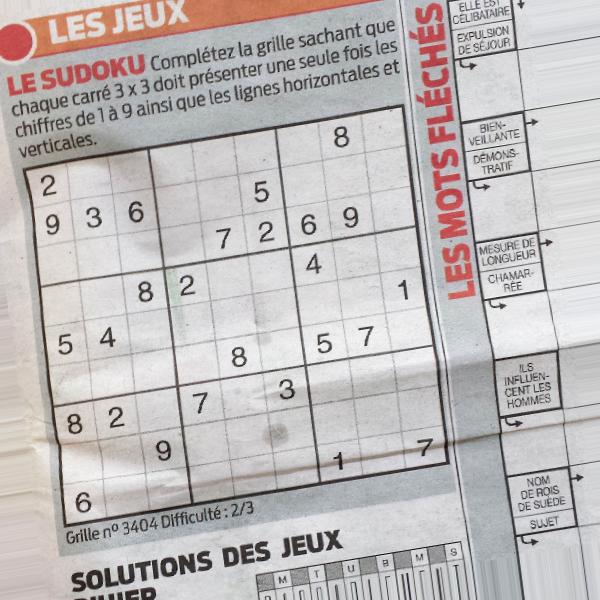 LES JEUX
LE SUDOKU Complétez la grille sachant que
chaque carré 3 x 3 doit présenter une seule fois les
chiffres de 1 à 9 ainsi que les lignes horizontales et
verticales.
2 8
9 3 6 5
7 2 6 9
8 2 4
5 4 1
8 5 7
8 2 7 3
9
6 1 7
Grille nº 3404 Difficulté : 2/3
SOLUTIONS DES JEUX
M T U B M S
LES MOTS FLÉCHÉS
ELLE EST
CÉLIBATAIRE
EXPULSION
DE SÉJOUR
BIEN-
VEILLANTE
DÉMONS-
TRATIF
MESURE DE
LONGUEUR
CHAMAR-
RÉE
ILS
INFLUEN-
CENT LES
HOMMES
NOM
DE ROIS
DE SUÈDE
SUJET